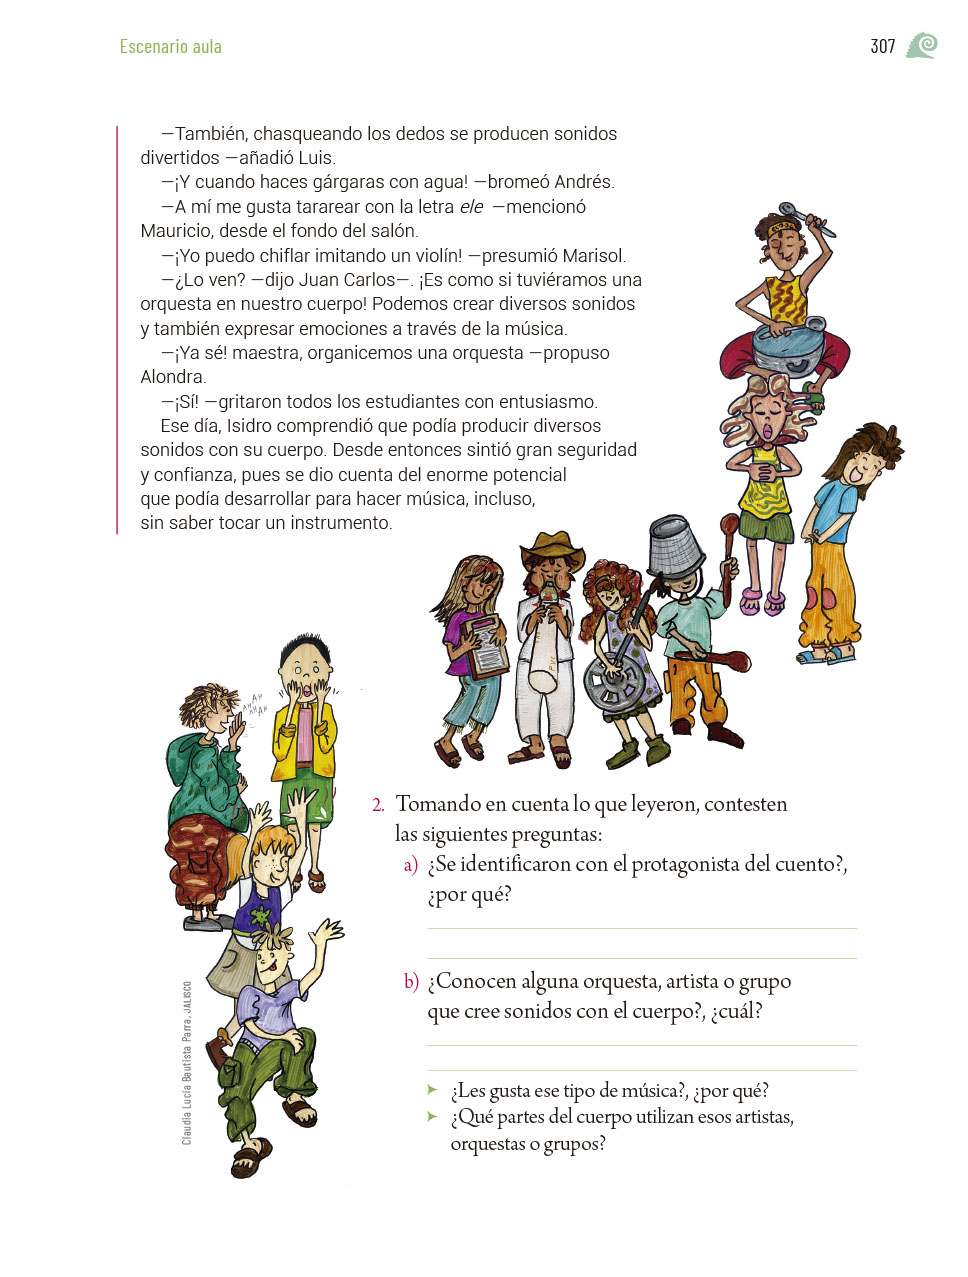 Escenario aula
307
—También, chasqueando los dedos se producen sonidos
divertidos —añadió Luis.
—¡Y cuando haces gárgaras con agua! —bromeó Andrés.
—A mí me gusta tararear con la letra ele —mencionó
Mauricio, desde el fondo del salón.
—¡Yo puedo chiflar imitando un violín! —presumió Marisol.
—¿Lo ven? —dijo Juan Carlos—. ¡Es como si tuviéramos una
orquesta en nuestro cuerpo! Podemos crear diversos sonidos
y también expresar emociones a través de la música.
—¡Ya sé! maestra, organicemos una orquesta —propuso
Alondra.
—¡Sí! —gritaron todos los estudiantes con entusiasmo.
Ese día, Isidro comprendió que podía producir diversos
sonidos con su cuerpo. Desde entonces sintió gran seguridad
y confianza, pues se dio cuenta del enorme potencial
que podía desarrollar para hacer música, incluso,
sin saber tocar un instrumento.
PVC
AH AH
AH AH
2. Tomando en cuenta lo que leyeron, contesten
las siguientes preguntas:
a) ¿Se identificaron con el protagonista del cuento?,
¿por qué?
b) ¿Conocen alguna orquesta, artista o grupo
que cree sonidos con el cuerpo?, ¿cuál?
¿Les gusta ese tipo de música?, ¿por qué?
¿Qué partes del cuerpo utilizan esos artistas,
orquestas o grupos?
Claudia Lucía Bautista Parra, JALISCO